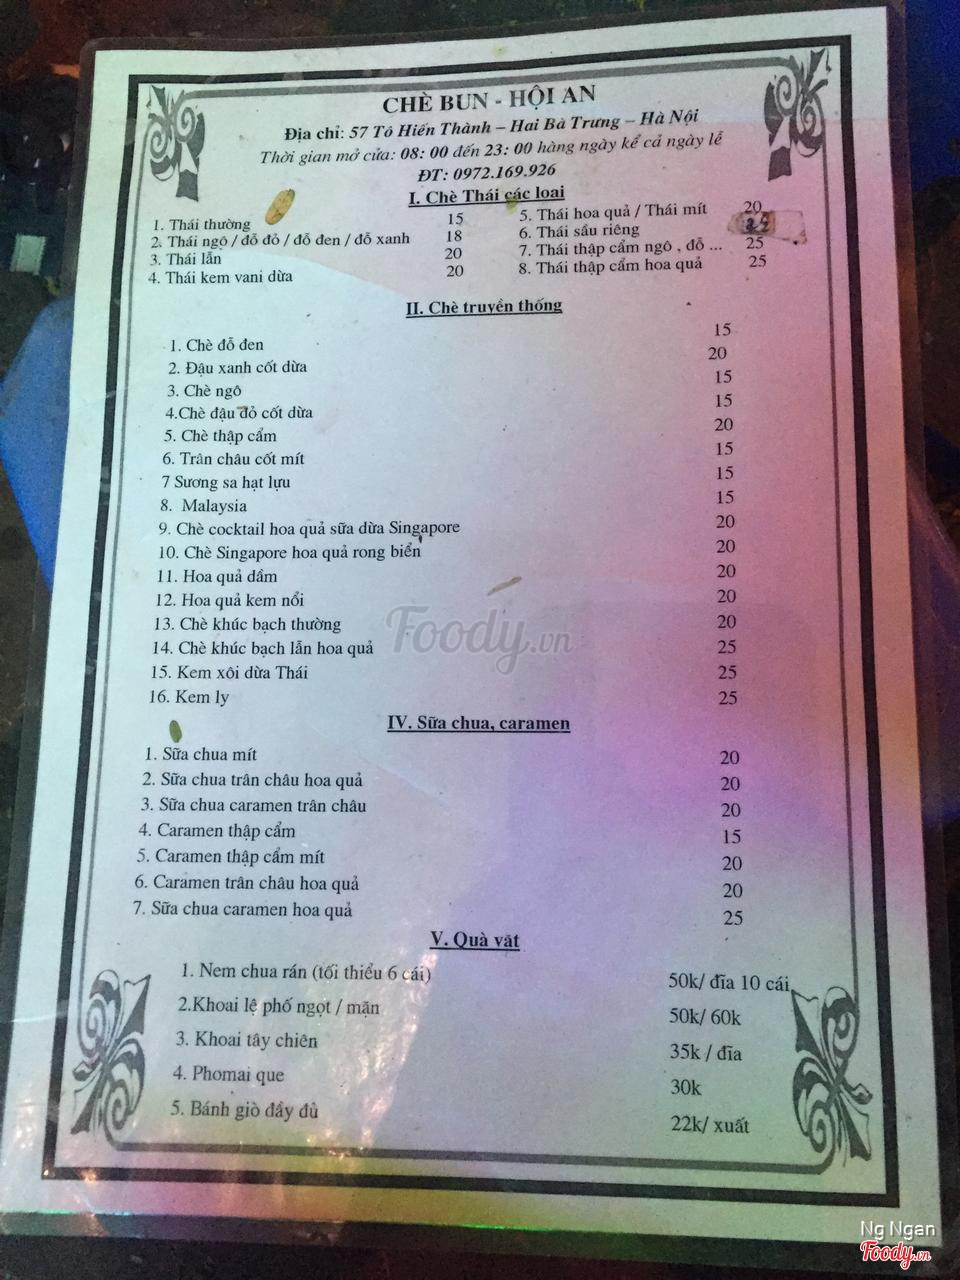 CHÈ BUN - HỘI AN
Địa chỉ: 57 Tô Hiến Thành – Hai Bà Trưng – Hà Nội
Thời gian mở cửa: 08: 00 đến 23: 00 hàng ngày kể cả ngày lễ
ĐT: 0972.169.926
I. Chè Thái các loai
1. Thái thường 15
2. Thái ngô / đỗ đỏ / đỗ đen / đỗ xanh 18
3. Thái lẫn 20
4. Thái kem vani dừa 20
5. Thái hoa quả / Thái mít 20
6. Thái sầu riêng
7. Thái thập cẩm ngô , đỗ ... 25
8. Thái thập cẩm hoa quả 25
II. Chè truyền thống
1. Chè đỗ đen 15
2. Đậu xanh cốt dừa 20
3. Chè ngô 15
4.Chè đậu đỏ cốt dừa 15
5. Chè thập cẩm 20
6. Trân châu cốt mít 15
7 Sương sa hạt lựu 15
8. Malaysia 15
9. Chè cocktail hoa quả sữa dừa Singapore 20
10. Chè Singapore hoa quả rong biển 20
11. Hoa quả dầm 20
12. Hoa quả kem nổi 20
13. Chè khúc bạch thường 20
14. Chè khúc bạch lẫn hoa quả 25
15. Kem xôi dừa Thái 25
16. Kem ly 25
IV. Sữa chua, caramen
1. Sữa chua mít 20
2. Sữa chua trân châu hoa quả 20
3. Sữa chua caramen trân châu 20
4. Caramen thập cẩm 15
5. Caramen thập cẩm mít 20
6. Caramen trân châu hoa quả 20
7. Sữa chua caramen hoa quả 25
V. Quà văt
1. Nem chua rán (tối thiểu 6 cái) 50k/ đĩa 10 cái
2.Khoai lệ phố ngọt / mặn 50k/ 60k
3. Khoai tây chiên 35k / đĩa
4. Phomai que 30k
5. Bánh giò đầy đủ 22k/ xuất
Foody.vn
Ng Ngan
Foody.vn